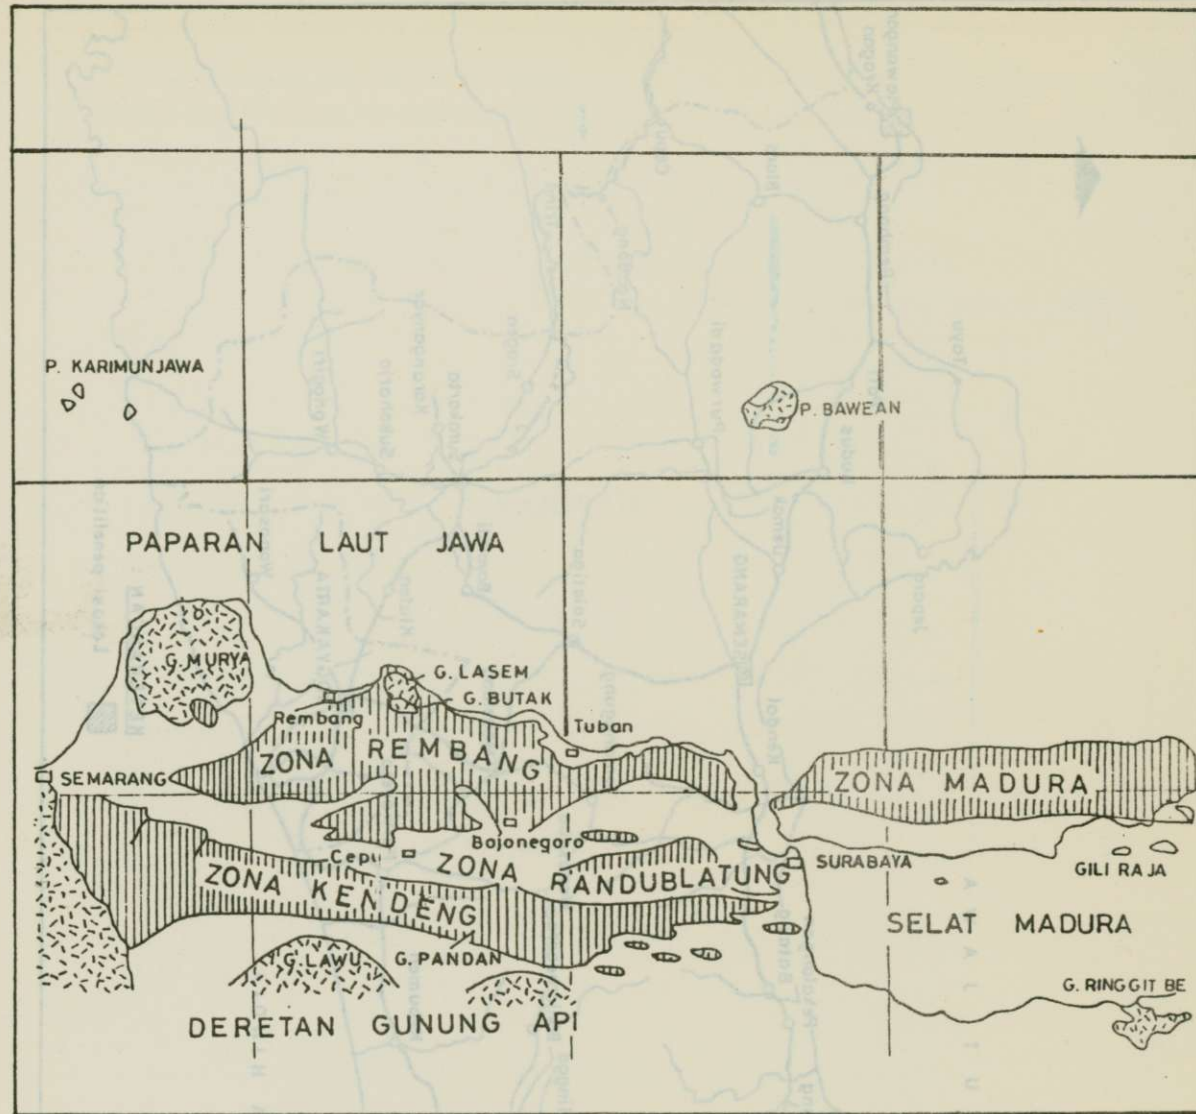 P. KARIMUNJAWA
P. BAWEAN
PAPARAN LAUT JAWA
G. MURYA
G. LASEM
G. BUTAK
Rembang
Tuban
ZONA REMBANG
SEMARANG
ZONA MADURA
Bojonegoro
Cepu
ZONA RANDUBLATUNG
SURABAYA
GILI RAJA
ZONA KENDENG
SELAT MADURA
G. LAWU
G. PANDAN
G. RINGGIT BE
DERETAN GUNUNG API